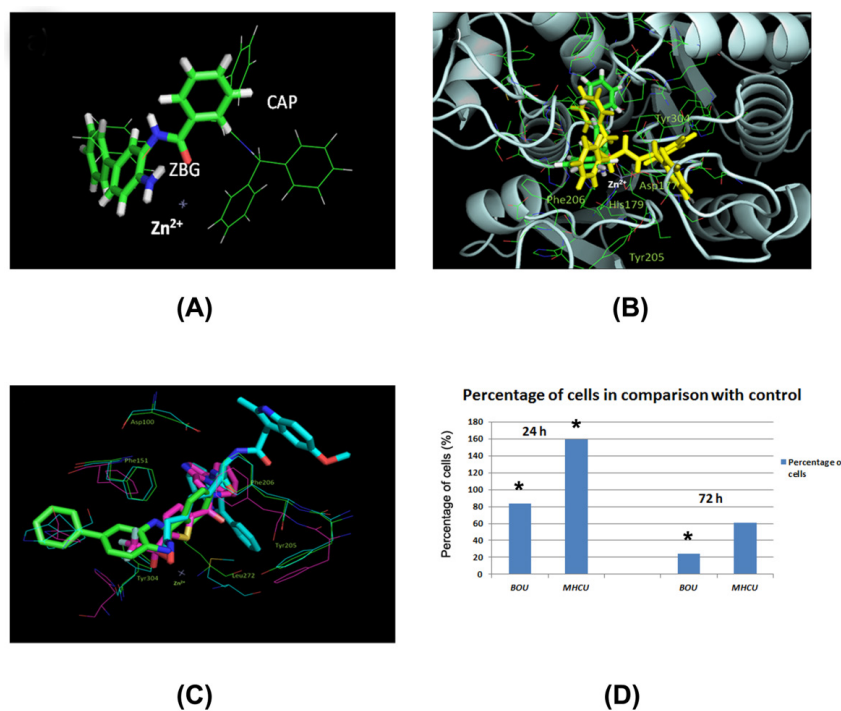 CAP
ZBG
Zn²⁺
(A)
Tyr304
Zn²⁺
Asp177
Phe206
His179
Tyr205
(B)
Asp100
Phe151
Phe206
Tyr205
Tyr304
Zn²⁺
Leu272
(C)
Percentage of cells in comparison with control
Percentage of cells (%)
180
160
140
120
100
80
60
40
20
0
24 h
72 h
*
*
*
BOU
MHCU
BOU
MHCU
Percentage o
cells
(D)